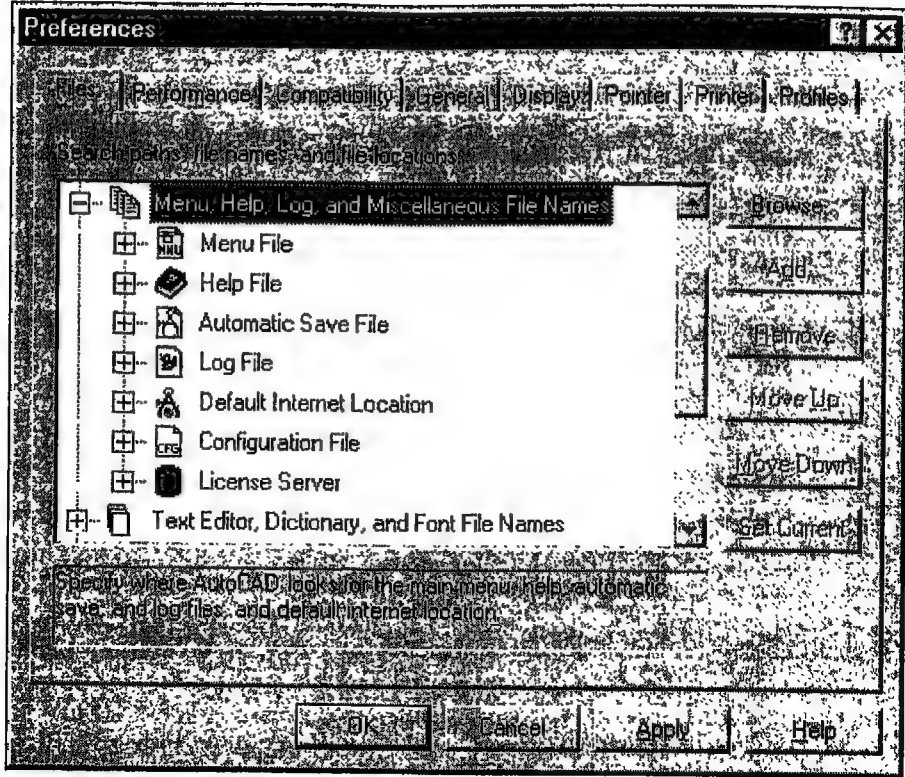 Preferences
Files Performance Compatibility General Display Pointer Printer Profiles
Search paths, file names, and file locations:
Menu, Help, Log, and Miscellaneous File Names
Menu File
Help File
Automatic Save File
Log File
Default Internet Location
Configuration File
License Server
Text Editor, Dictionary, and Font File Names
Browse...
Add...
Remove
Move Up
Move Down
Set Current
Specify where AutoCAD looks for the main menu, help, automatic
save, and log files, and default internet location.
OK Cancel Apply Help